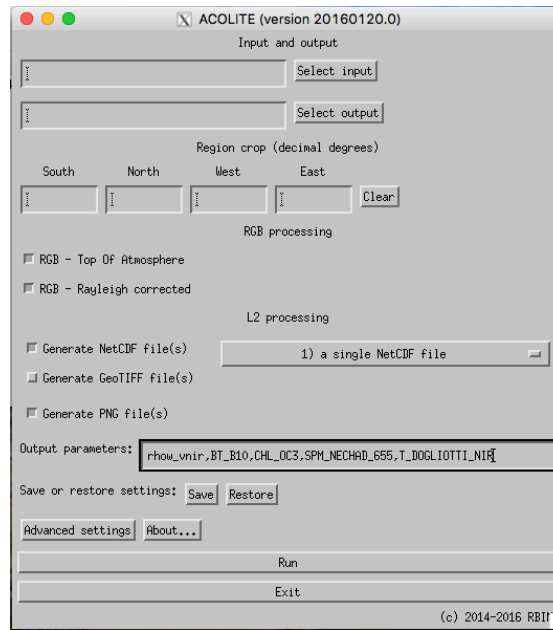 ACOLITE (version 20160120.0)
Input and output
Select input
Select output
Region crop (decimal degrees)
South North West East
Clear
RGB processing
RGB - Top Of Atmosphere
RGB - Rayleigh corrected
L2 processing
Generate NetCDF file(s) 1) a single NetCDF file
Generate GeoTIFF file(s)
Generate PNG file(s)
Output parameters: rhow_vnir,BT_B10,CHL_OC3,SPM_NECHAD_655,T_DOGLIOTTI_NIR
Save or restore settings: Save Restore
Advanced settings About...
Run
Exit
(c) 2014-2016